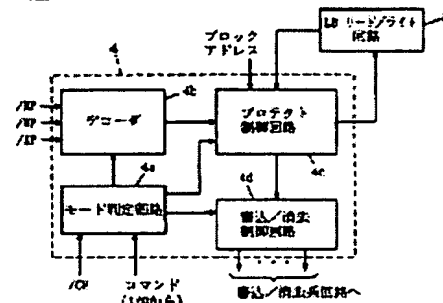 ブロック
アドレス
LB リード/ライト
回路
4
4b
/RP
/WP
デコーダ
プロテクト
制御回路
4c
4a
4d
モード判定回路
書込/消去
制御回路
/CE
コマンド
書込/消去系回路へ